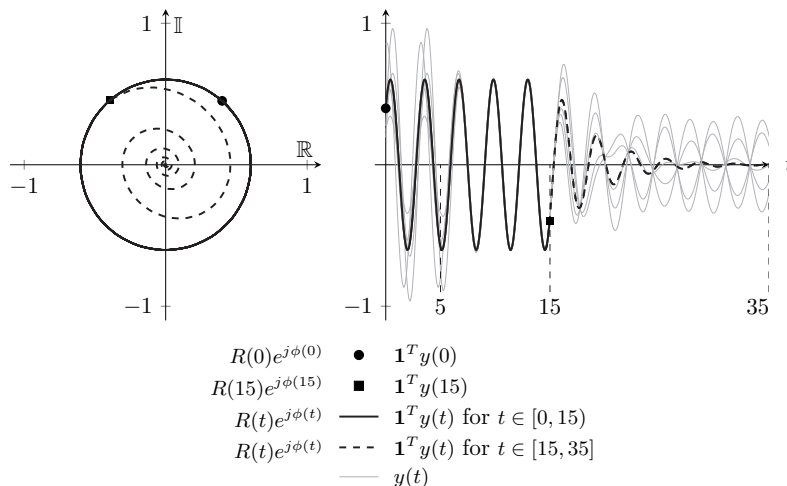 1 𝕀 1
ℝ
−1 1
−1 −1 5 15 35
R(0)e^{jϕ(0)} ● 𝟏^T y(0)
R(15)e^{jϕ(15)} ■ 𝟏^T y(15)
R(t)e^{jϕ(t)} 𝟏^T y(t) for t ∈ [0, 15)
R(t)e^{jϕ(t)} 𝟏^T y(t) for t ∈ [15, 35]
y(t)